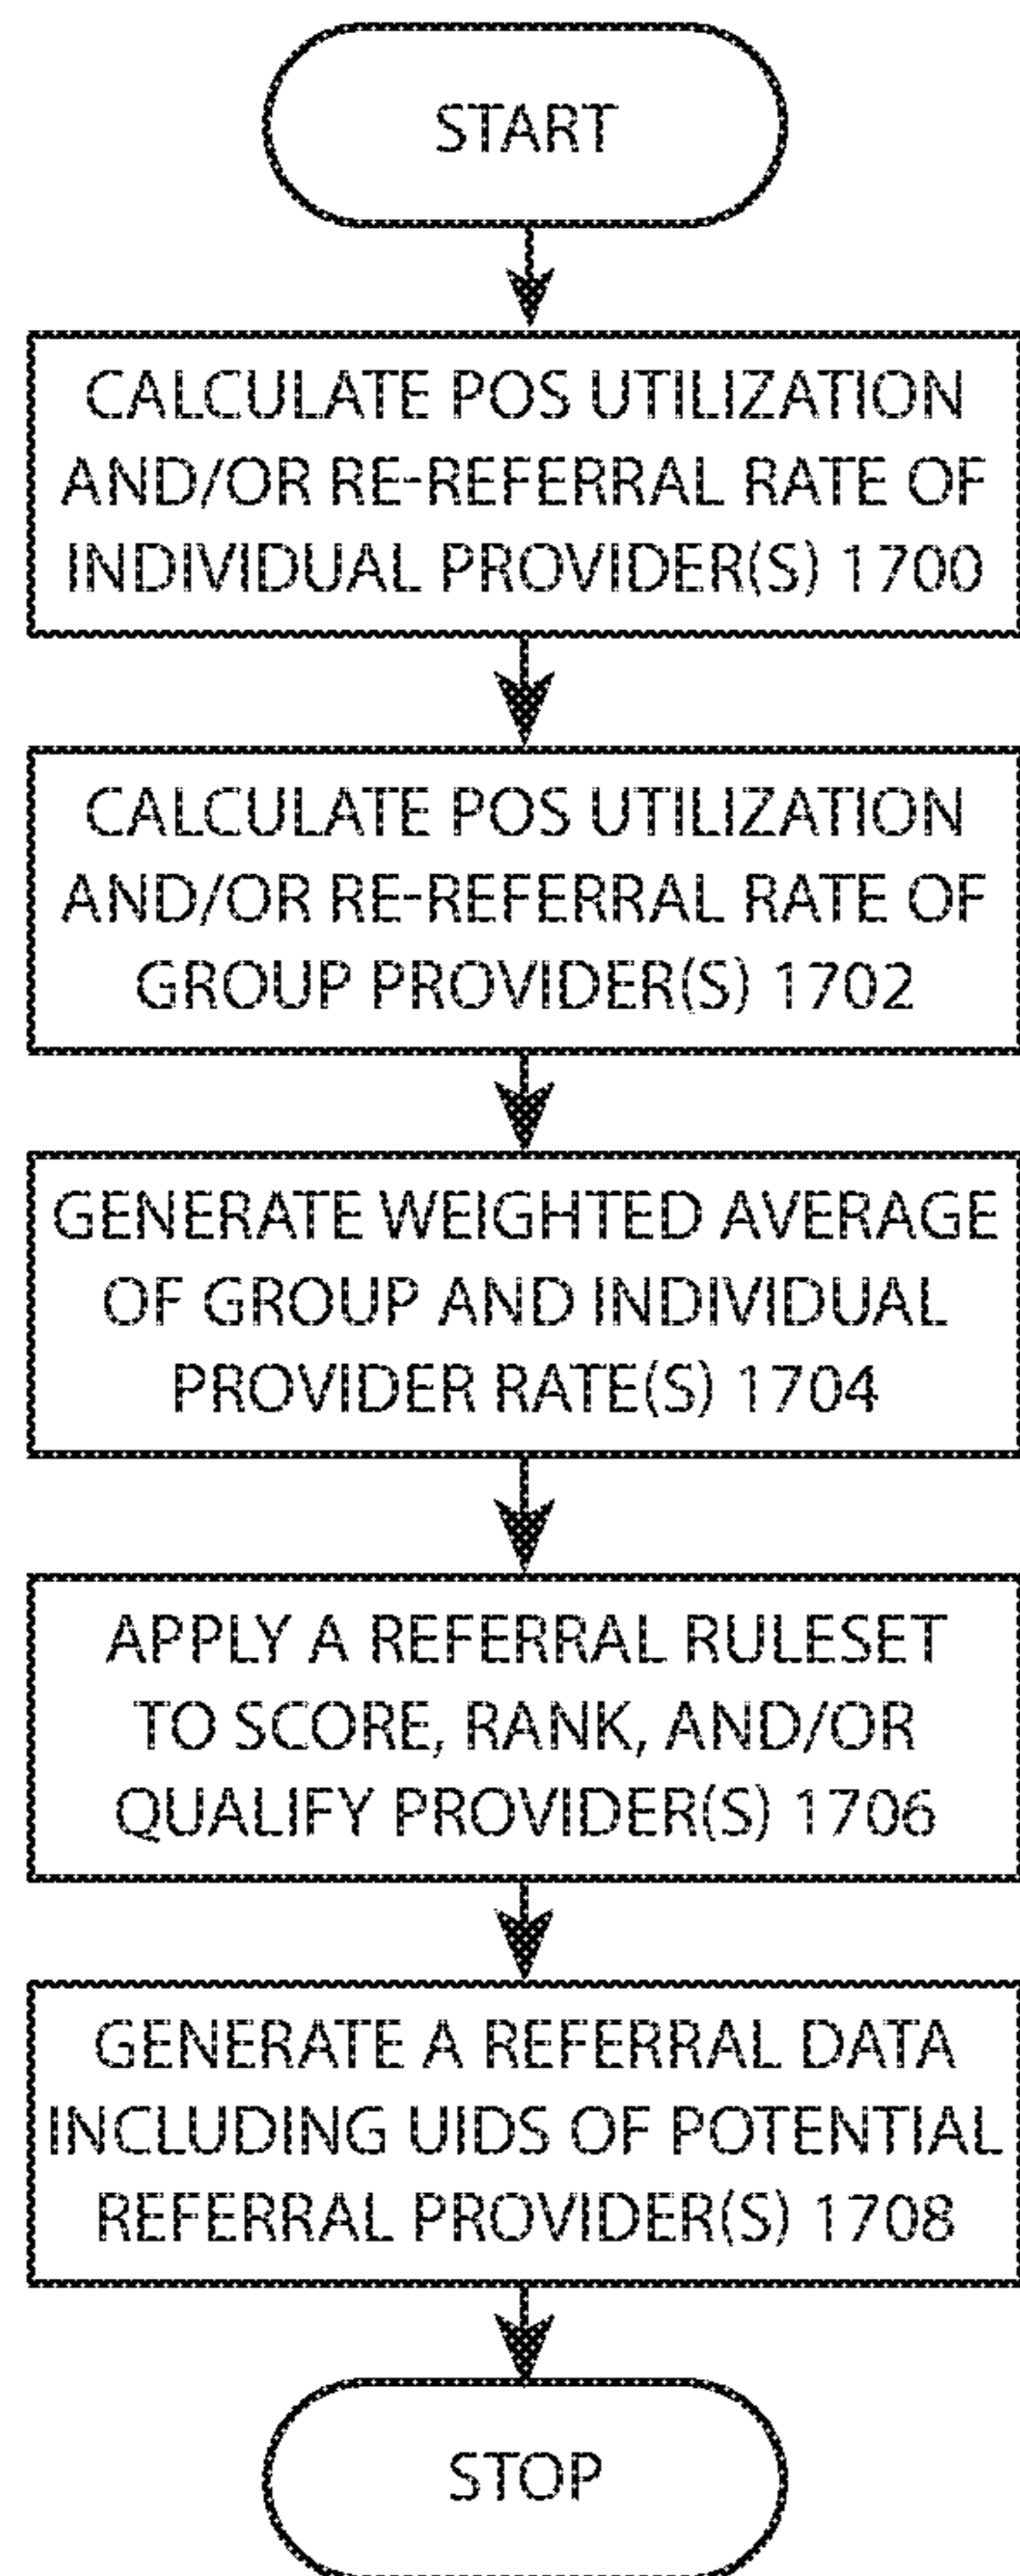 START
CALCULATE POS UTILIZATION
AND/OR RE-REFERRAL RATE OF
INDIVIDUAL PROVIDER(S) 1700
CALCULATE POS UTILIZATION
AND/OR RE-REFERRAL RATE OF
GROUP PROVIDER(S) 1702
GENERATE WEIGHTED AVERAGE
OF GROUP AND INDIVIDUAL
PROVIDER RATE(S) 1704
APPLY A REFERRAL RULESET
TO SCORE, RANK, AND/OR
QUALIFY PROVIDER(S) 1706
GENERATE A REFERRAL DATA
INCLUDING UIDS OF POTENTIAL
REFERRAL PROVIDER(S) 1708
STOP